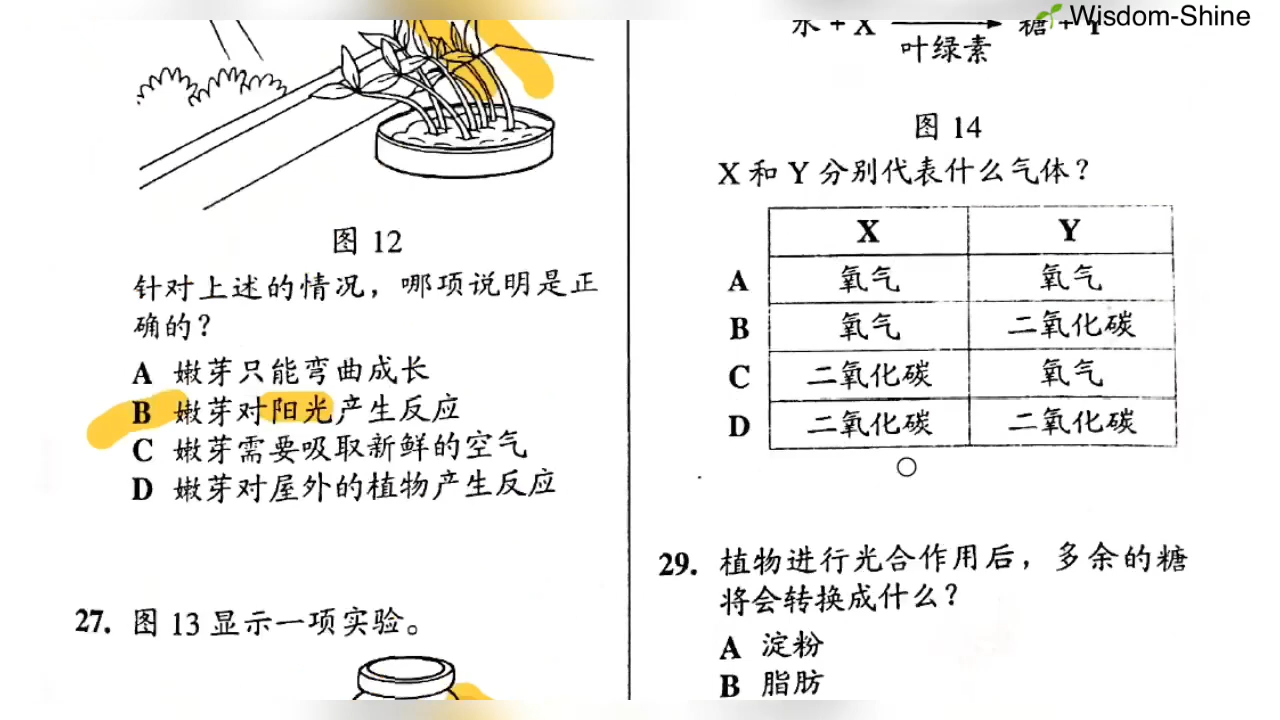 图 12
针对上述的情况，哪项说明是正
确的？
A 嫩芽只能弯曲成长
B 嫩芽对阳光产生反应
C 嫩芽需要吸取新鲜的空气
D 嫩芽对屋外的植物产生反应
27. 图 13 显示一项实验。
Wisdom-Shine
水 + X 糖 + Y
叶绿素
图 14
X 和 Y 分别代表什么气体？
X Y
A 氧气 氧气
B 氧气 二氧化碳
C 二氧化碳 氧气
D 二氧化碳 二氧化碳
29. 植物进行光合作用后，多余的糖
将会转换成什么？
A 淀粉
B 脂肪